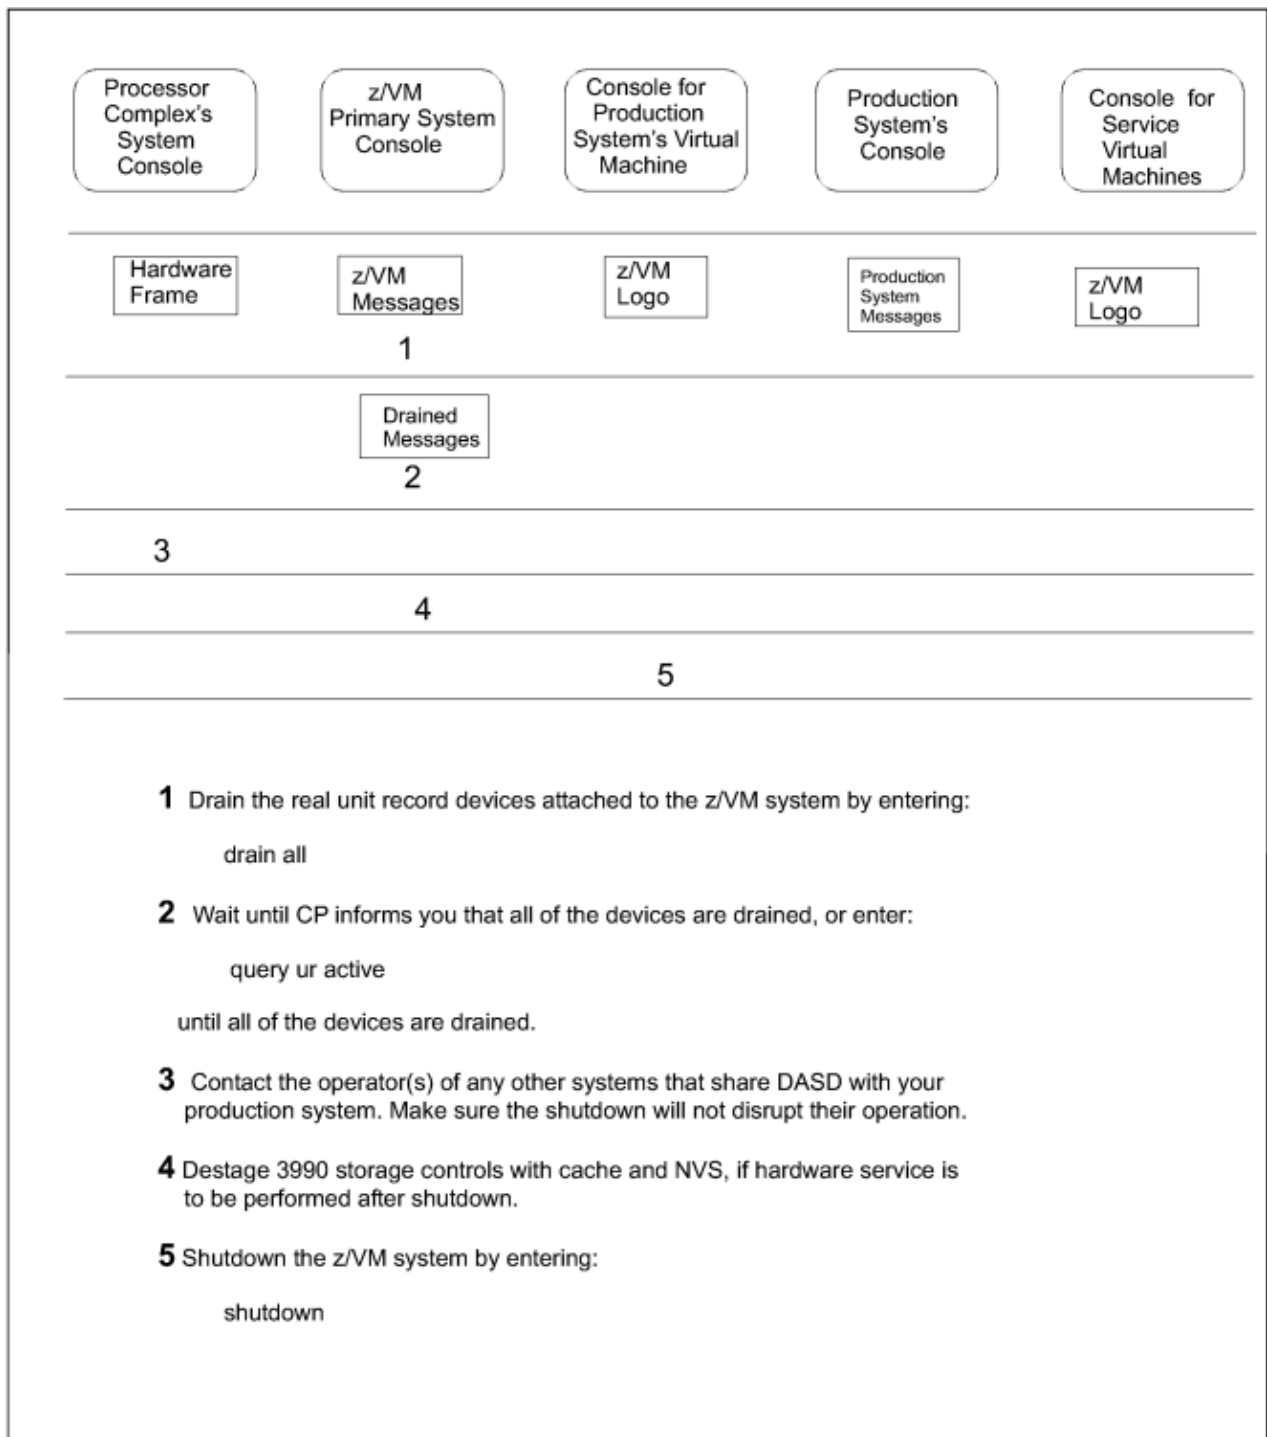 Processor
Complex's
System
Console
z/VM
Primary System
Console
Console for
Production
System's Virtual
Machine
Production
System's
Console
Console for
Service
Virtual
Machines
Hardware
Frame
z/VM
Messages
z/VM
Logo
Production
System
Messages
z/VM
Logo
1
Drained
Messages
2
3
4
5
1 Drain the real unit record devices attached to the z/VM system by entering:
drain all
2 Wait until CP informs you that all of the devices are drained, or enter:
query ur active
until all of the devices are drained.
3 Contact the operator(s) of any other systems that share DASD with your
production system. Make sure the shutdown will not disrupt their operation.
4 Destage 3990 storage controls with cache and NVS, if hardware service is
to be performed after shutdown.
5 Shutdown the z/VM system by entering:
shutdown